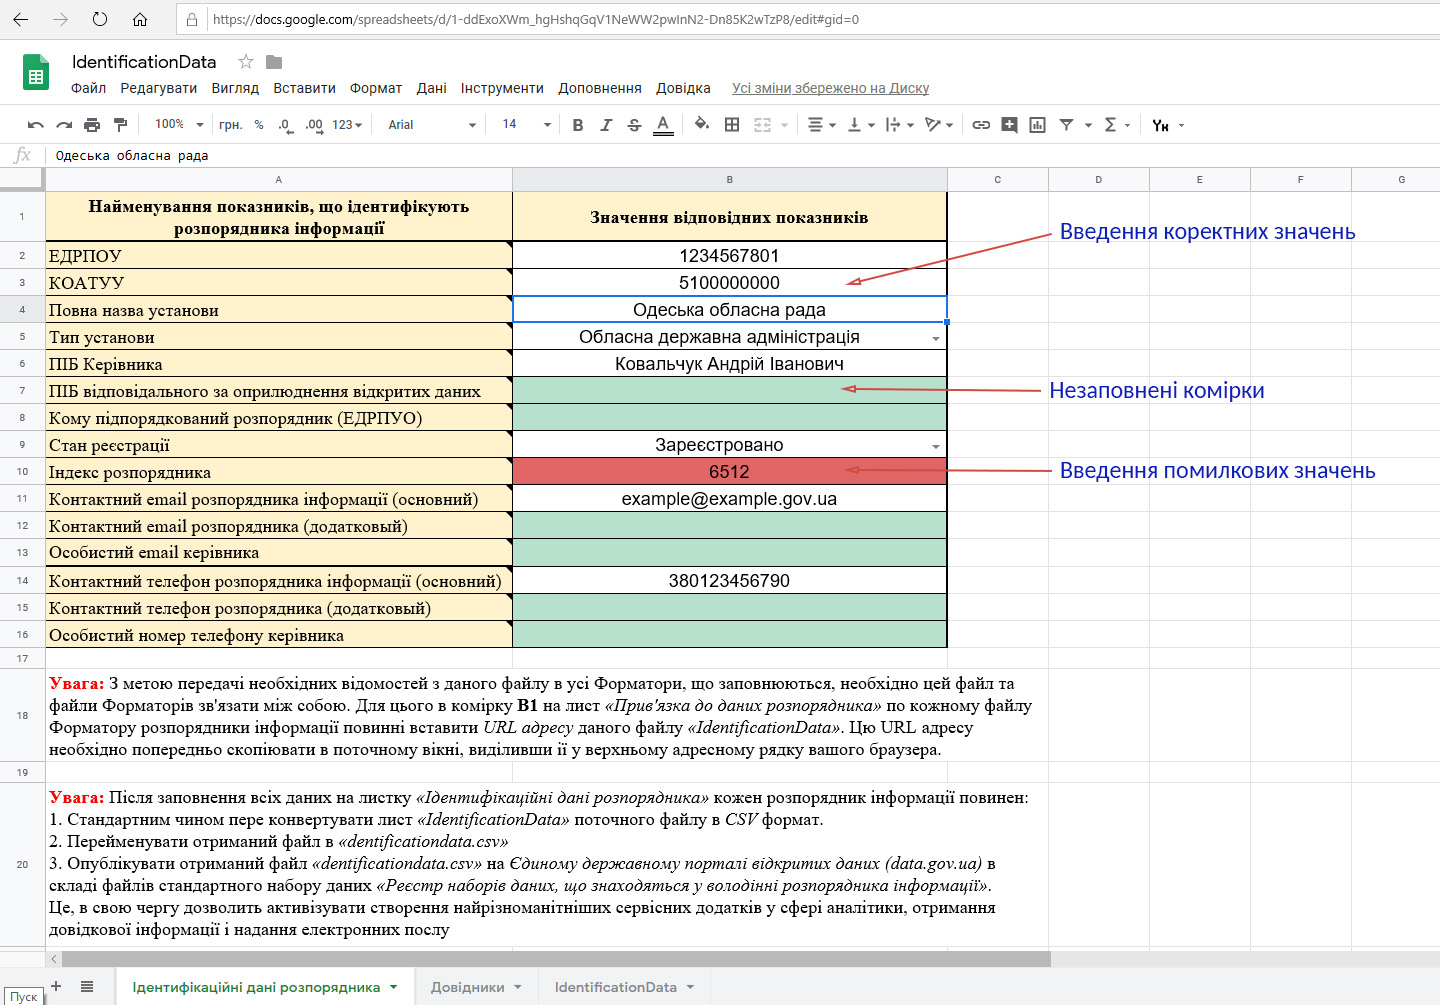 https://docs.google.com/spreadsheets/d/1-ddExoXWm_hgHshqGqV1NeWW2pwInN2-Dn85K2wTzP8/edit#gid=0
IdentificationData
Файл Редагувати Вигляд Вставити Формат Дані Інструменти Доповнення Довідка Усі зміни збережено на Диску
100% грн. % .0 .00 123 Arial 14 B I S A Σ Yн
fx Одеська обласна рада
A B C D E F G
1 Найменування показників, що ідентифікують
розпорядника інформації
Значення відповідних показників
Введення коректних значень
2 ЕДРПОУ 1234567801
3 КОАТУУ 5100000000
4 Повна назва установи Одеська обласна рада
5 Тип установи Обласна державна адміністрація
6 ПІБ Керівника Ковальчук Андрій Іванович
7 ПІБ відповідального за оприлюднення відкритих даних Незаповнені комірки
8 Кому підпорядкований розпорядник (ЕДРПУО)
9 Стан реєстрації Зареєстровано
10 Індекс розпорядника 6512 Введення помилкових значень
11 Контактний email розпорядника інформації (основний) example@example.gov.ua
12 Контактний email розпорядника (додатковый)
13 Особистий email керівника
14 Контактний телефон розпорядника інформації (основний) 380123456790
15 Контактний телефон розпорядника (додатковый)
16 Особистий номер телефону керівника
17
Увага: З метою передачі необхідних відомостей з даного файлу в усі Форматори, що заповнюються, необхідно цей файл та
файли Форматорів зв'язати між собою. Для цього в комірку B1 на лист «Прив'язка до даних розпорядника» по кожному файлу
18 Форматору розпорядники інформації повинні вставити URL адресу даного файлу «IdentificationData». Цю URL адресу
необхідно попередньо скопіювати в поточному вікні, виділивши її у верхньому адресному рядку вашого браузера.
19
Увага: Після заповнення всіх даних на листку «Ідентифікаційні дані розпорядника» кожен розпорядник інформації повинен:
1. Стандартним чином пере конвертувати лист «IdentificationData» поточного файлу в CSV формат.
2. Перейменувати отриманий файл в «dentificationdata.csv»
20 3. Опублікувати отриманий файл «dentificationdata.csv» на Єдиному державному порталі відкритих даних (data.gov.ua) в
складі файлів стандартного набору даних «Реєстр наборів даних, що знаходяться у володінні розпорядника інформації».
Це, в свою чергу дозволить активізувати створення найрізноманітніших сервісних додатків у сфері аналітики, отримання
довідкової інформації і надання електронних послу
Ідентифікаційні дані розпорядника Довідники IdentificationData
Пуск